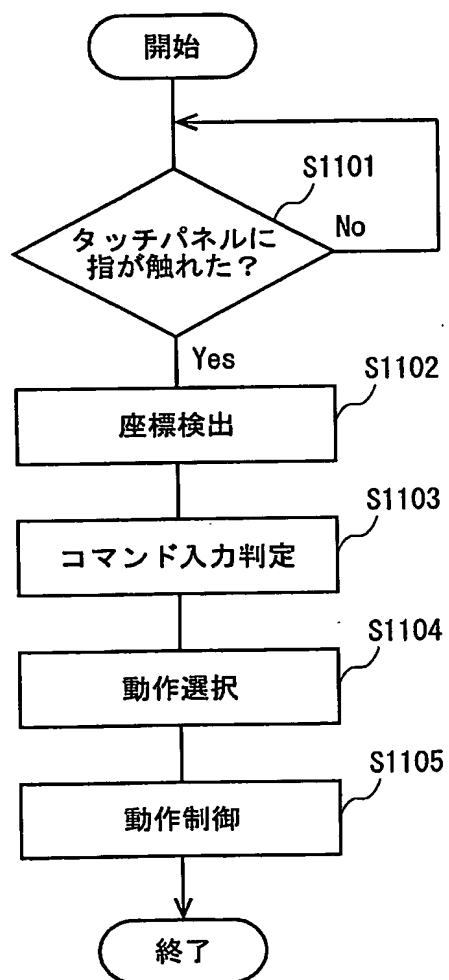 開始
S1101
タッチパネルに
指が触れた？
No
Yes
S1102
座標検出
S1103
コマンド入力判定
S1104
動作選択
S1105
動作制御
終了